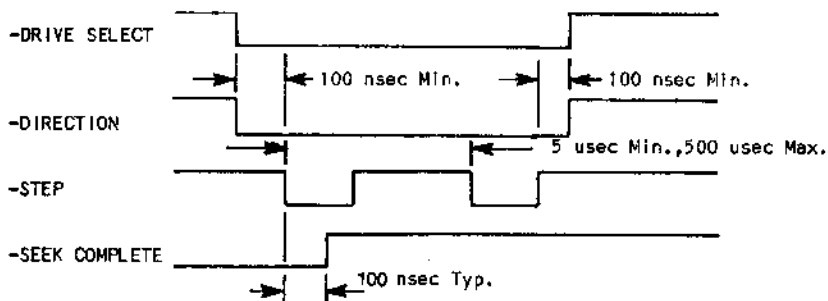 -DRIVE SELECT
100 nsec Min.
100 nsec Min.
-DIRECTION
5 usec Min.,500 usec Max.
-STEP
-SEEK COMPLETE
100 nsec Typ.